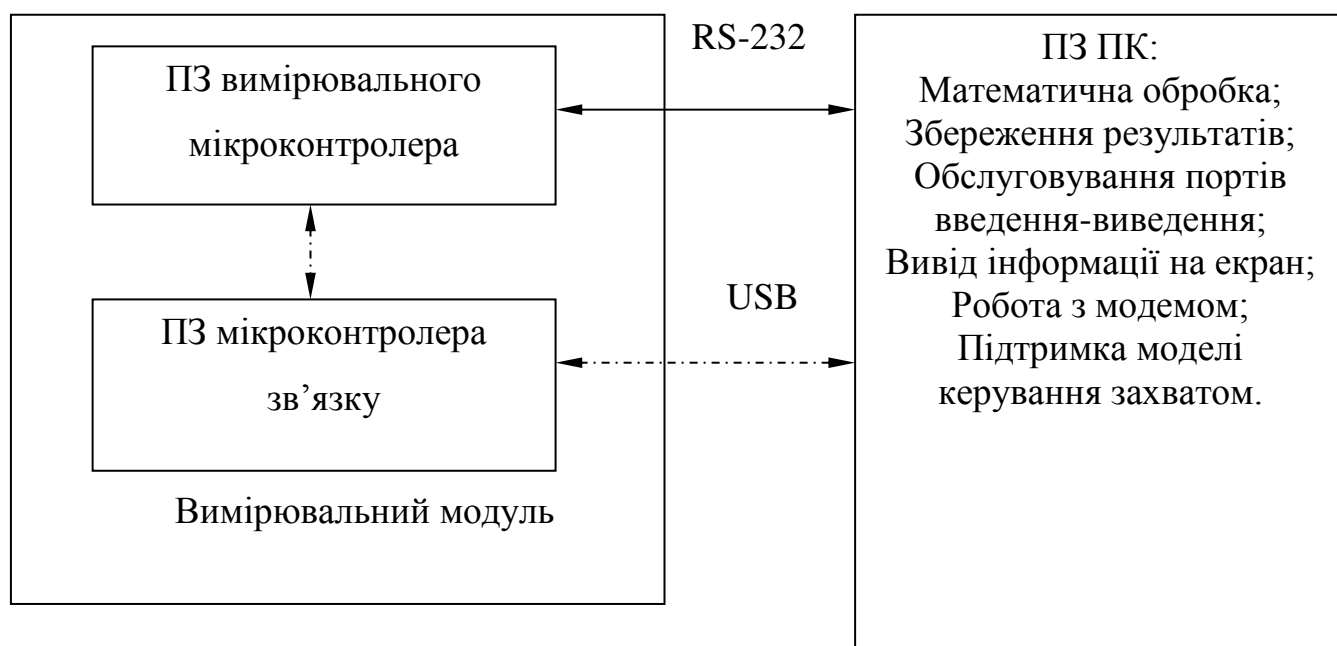 ПЗ вимірювального
мікроконтролера
ПЗ мікроконтролера
зв’язку
Вимірювальний модуль
RS-232
USB
ПЗ ПК:
Математична обробка;
Збереження результатів;
Обслуговування портів
введення-виведення;
Вивід інформації на екран;
Робота з модемом;
Підтримка моделі
керування захватом.